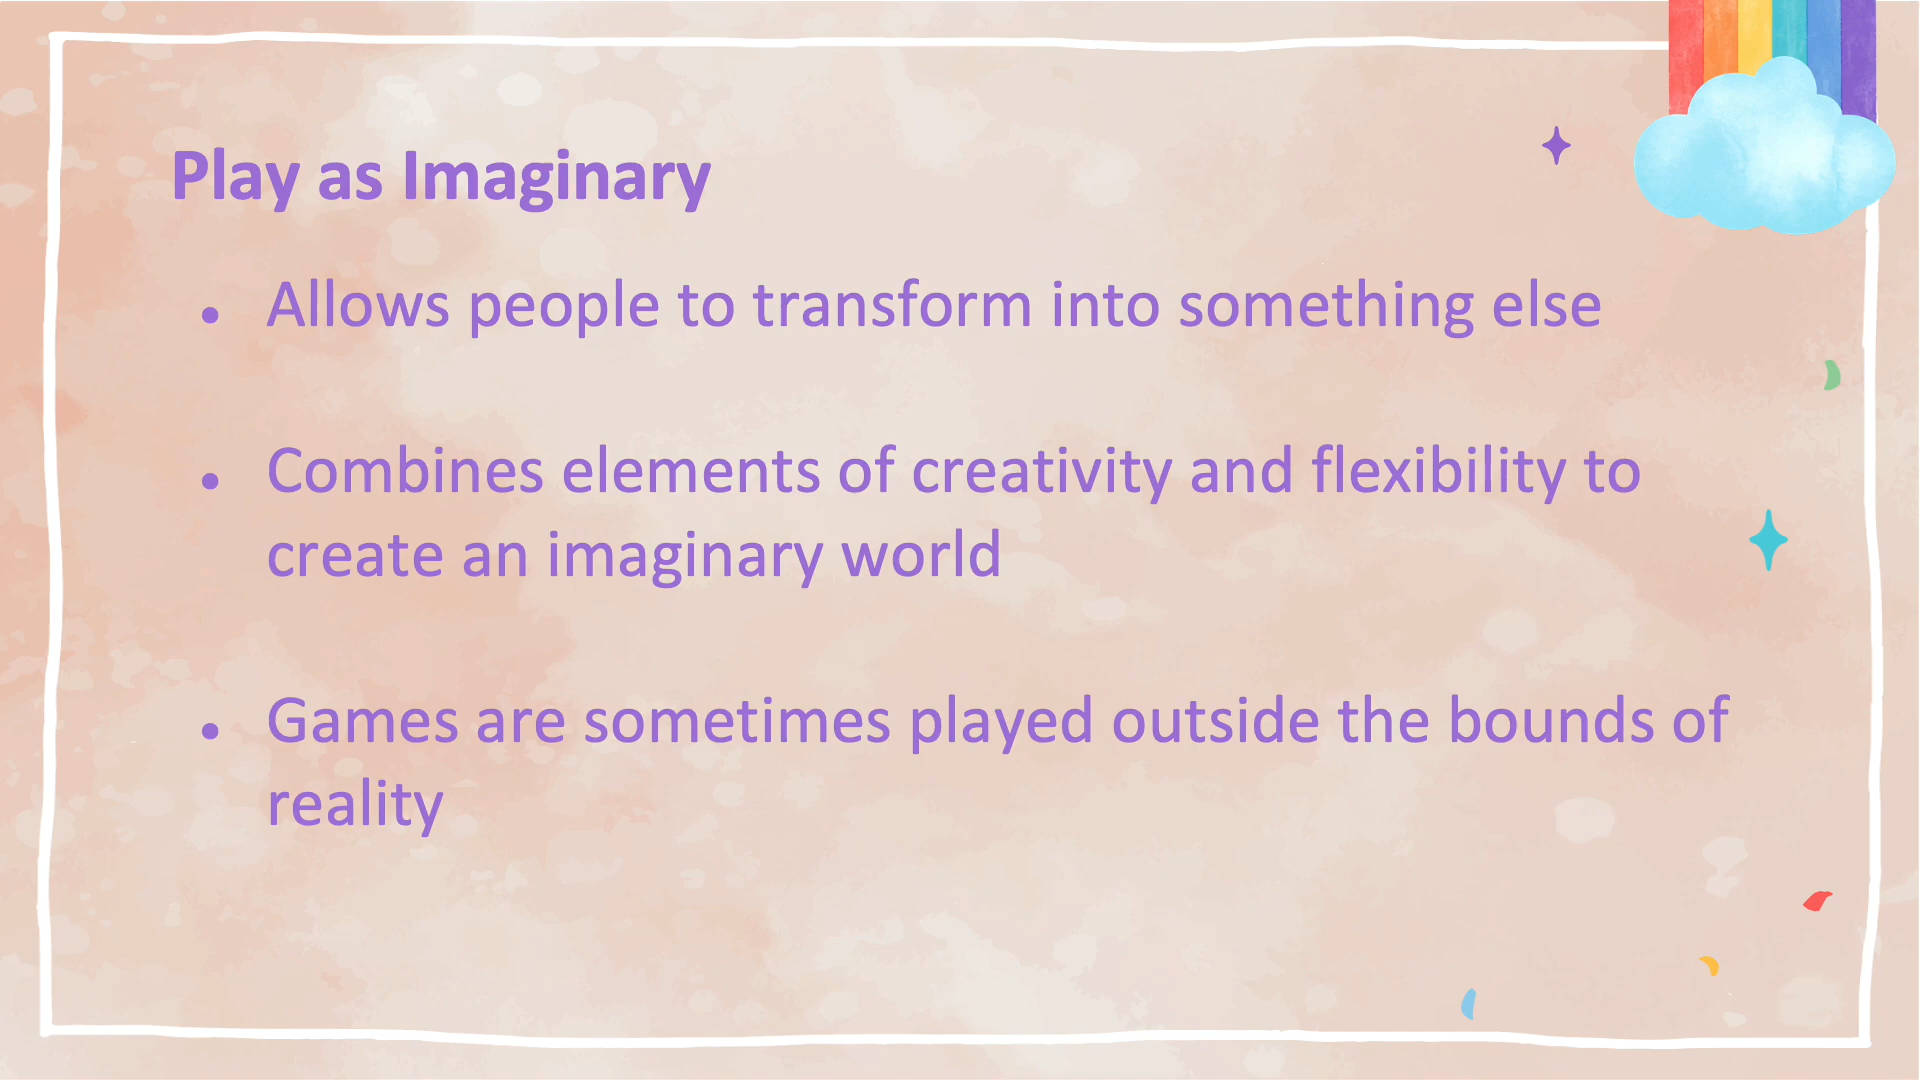 Play as Imaginary
• Allows people to transform into something else
• Combines elements of creativity and flexibility to
create an imaginary world
• Games are sometimes played outside the bounds of
reality